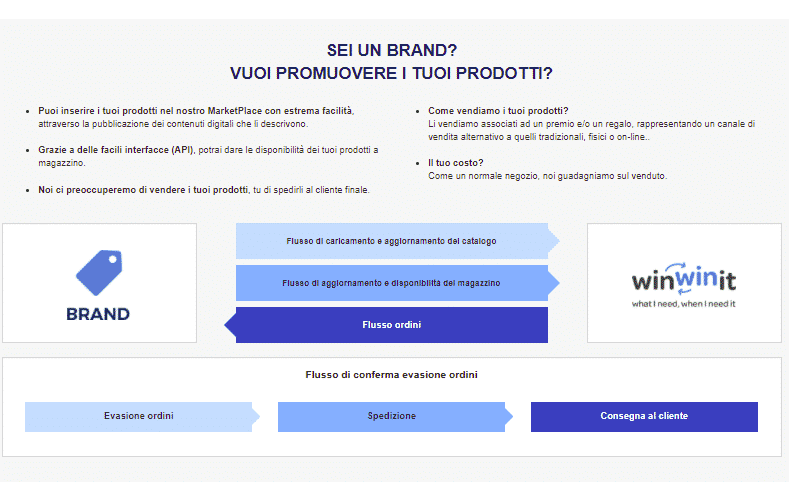 SEI UN BRAND?
VUOI PROMUOVERE I TUOI PRODOTTI?
Puoi inserire i tuoi prodotti nel nostro MarketPlace con estrema facilità,
attraverso la pubblicazione dei contenuti digitali che li descrivono.
Grazie a delle facili interfacce (API), potrai dare le disponibilità dei tuoi prodotti a
magazzino.
Noi ci preoccuperemo di vendere i tuoi prodotti, tu di spedirli al cliente finale.
Come vendiamo i tuoi prodotti?
Li vendiamo associati ad un premio e/o un regalo, rappresentando un canale di
vendita alternativo a quelli tradizionali, fisici o on-line..
Il tuo costo?
Come un normale negozio, noi guadagniamo sul venduto.
BRAND
Flusso di caricamento e aggiornamento del catalogo
Flusso di aggiornamento e disponibilità del magazzino
Flusso ordini
winwinit
what I need, when I need it
Flusso di conferma evasione ordini
Evasione ordini
Spedizione
Consegna al cliente